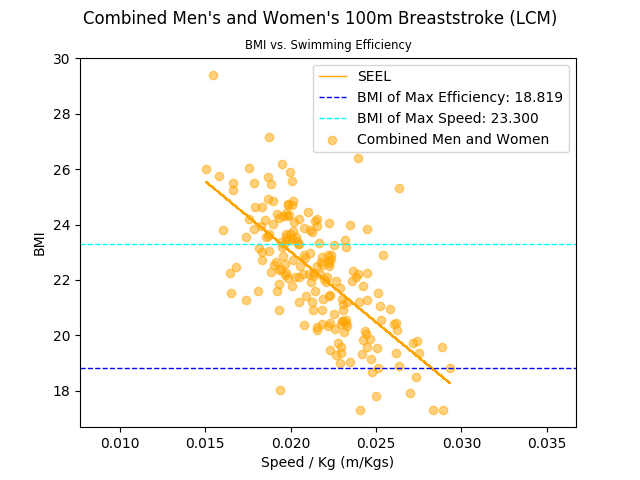 Combined Men's and Women's 100m Breaststroke (LCM)
BMI vs. Swimming Efficiency
SEEL
BMI of Max Efficiency: 18.819
BMI of Max Speed: 23.300
Combined Men and Women
BMI
30
28
26
24
22
20
18
0.010 0.015 0.020 0.025 0.030 0.035
Speed / Kg (m/Kgs)